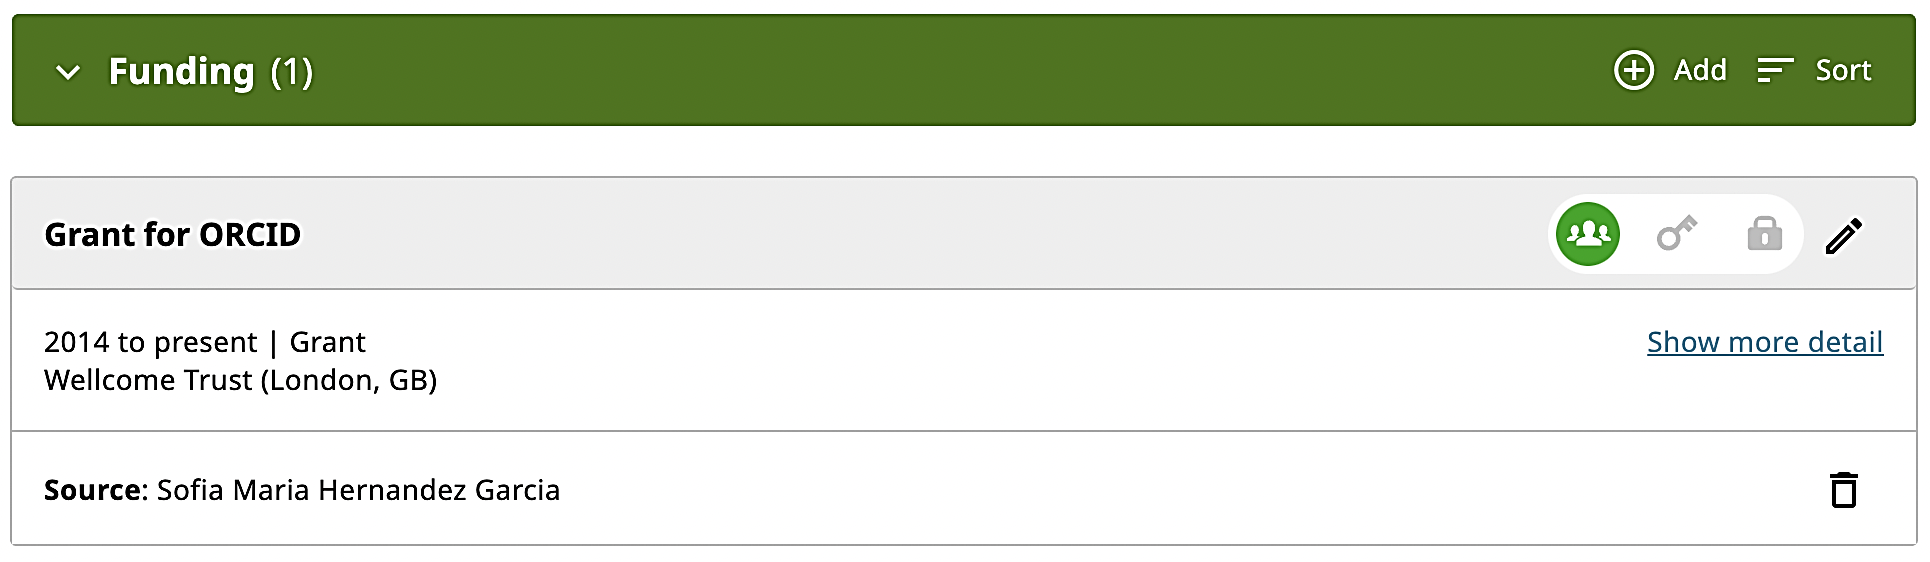 Funding (1)
Add
Sort
Grant for ORCID
2014 to present | Grant
Show more detail
Wellcome Trust (London, GB)
Source: Sofia Maria Hernandez Garcia